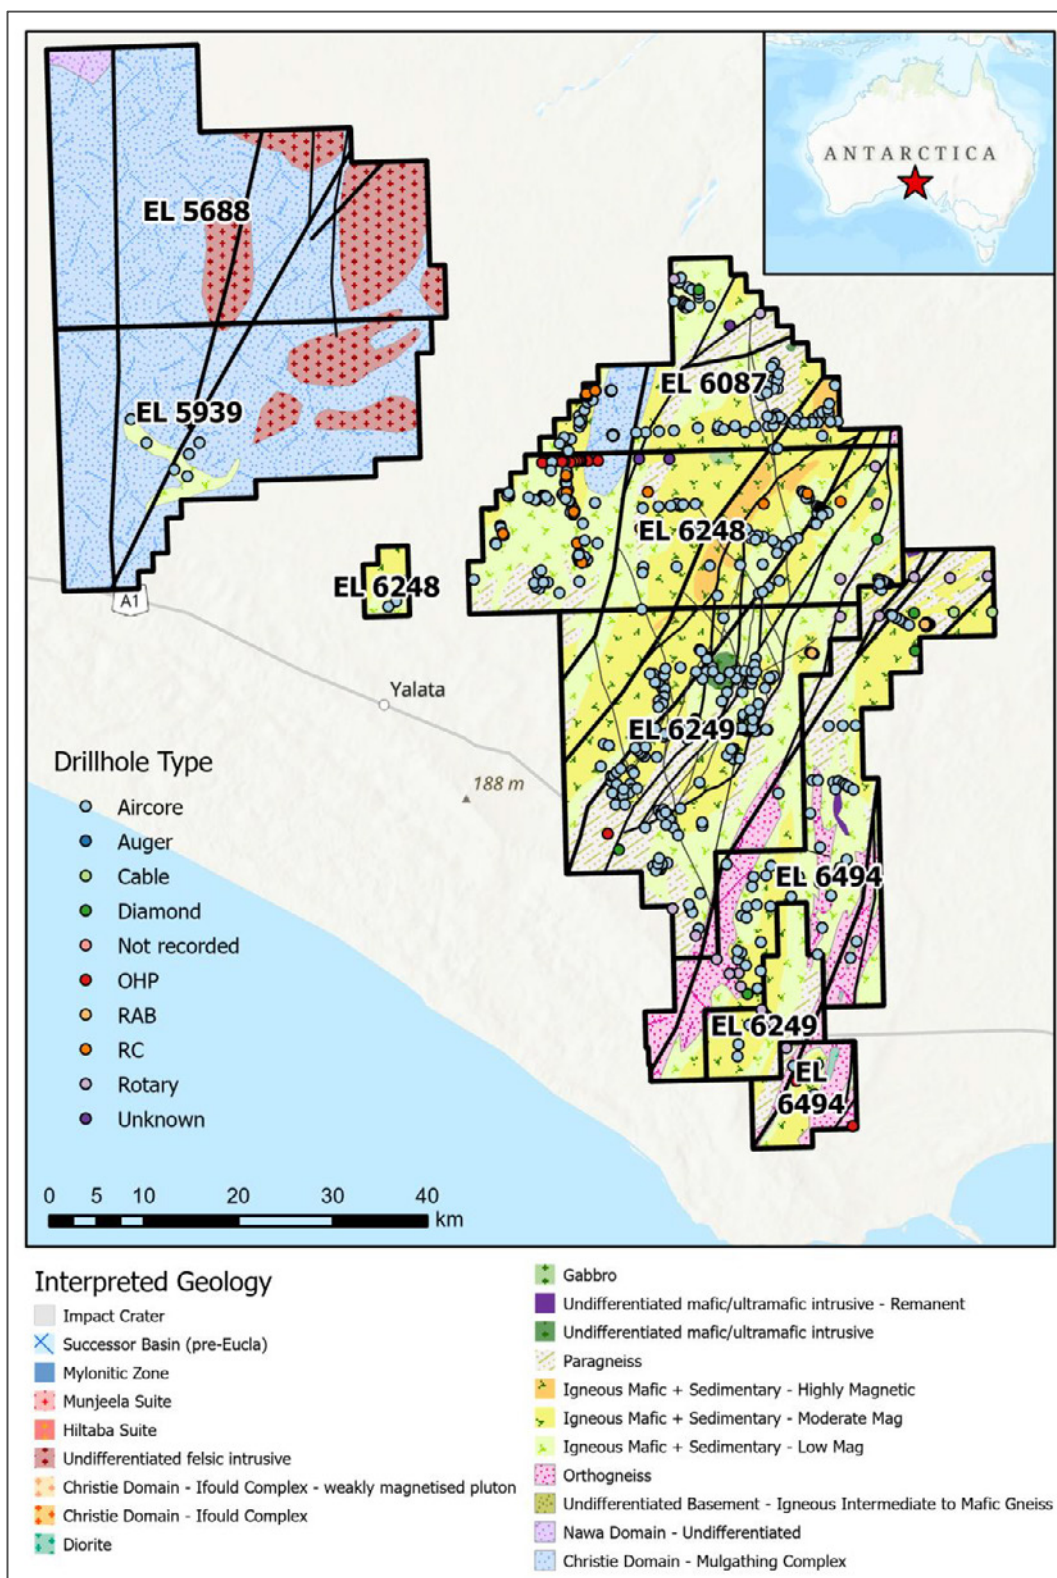 ANTARCTICA
EL 5688
EL 6087
EL 5939
EL 6248
EL 6248
A1
Yalata
EL 6249
188 m
EL 6494
EL 6249
EL
6494
Drillhole Type
Aircore
Auger
Cable
Diamond
Not recorded
OHP
RAB
RC
Rotary
Unknown
0 5 10 20 30 40
km
Interpreted Geology
Impact Crater
Successor Basin (pre-Eucla)
Mylonitic Zone
Munjeela Suite
Hiltaba Suite
Undifferentiated felsic intrusive
Christie Domain - Ifould Complex - weakly magnetised pluton
Christie Domain - Ifould Complex
Diorite
Gabbro
Undifferentiated mafic/ultramafic intrusive - Remanent
Undifferentiated mafic/ultramafic intrusive
Paragneiss
Igneous Mafic + Sedimentary - Highly Magnetic
Igneous Mafic + Sedimentary - Moderate Mag
Igneous Mafic + Sedimentary - Low Mag
Orthogneiss
Undifferentiated Basement - Igneous Intermediate to Mafic Gneiss
Nawa Domain - Undifferentiated
Christie Domain - Mulgathing Complex